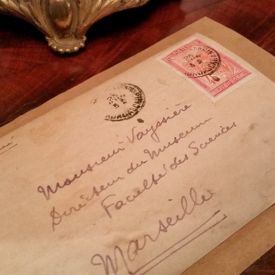 Monsieur Vayssière
Directeur du Museum
Faculté des Sciences
Marseille